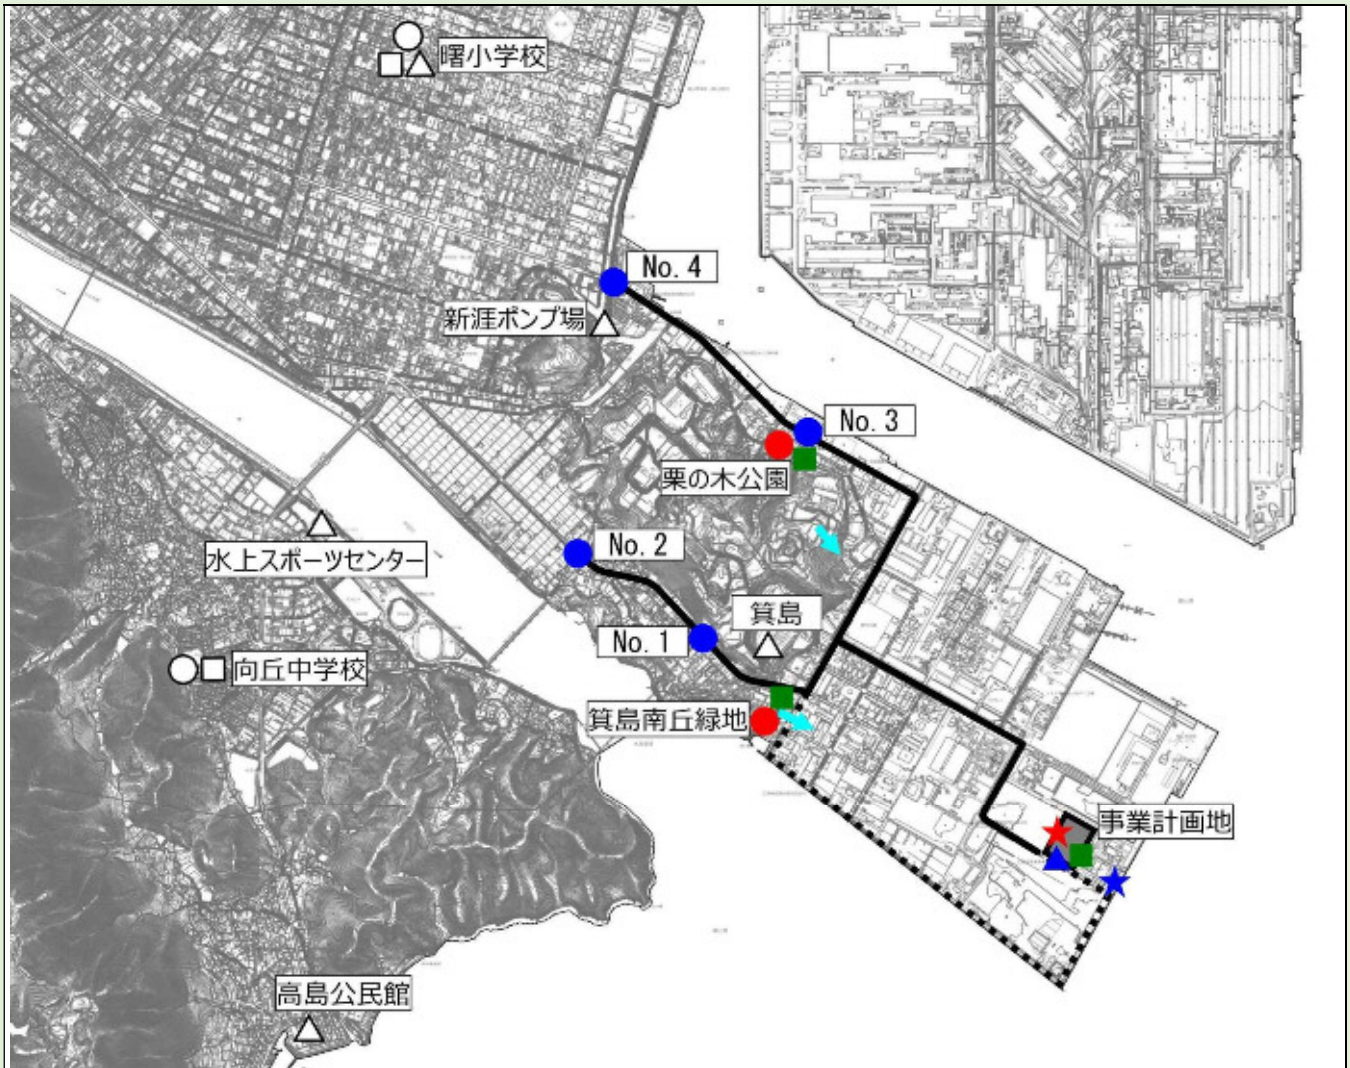 曙小学校
No. 4
新涯ポンプ場
No. 3
栗の木公園
水上スポーツセンター
No. 2
箕島
No. 1
向丘中学校
箕島南丘緑地
事業計画地
高島公民館